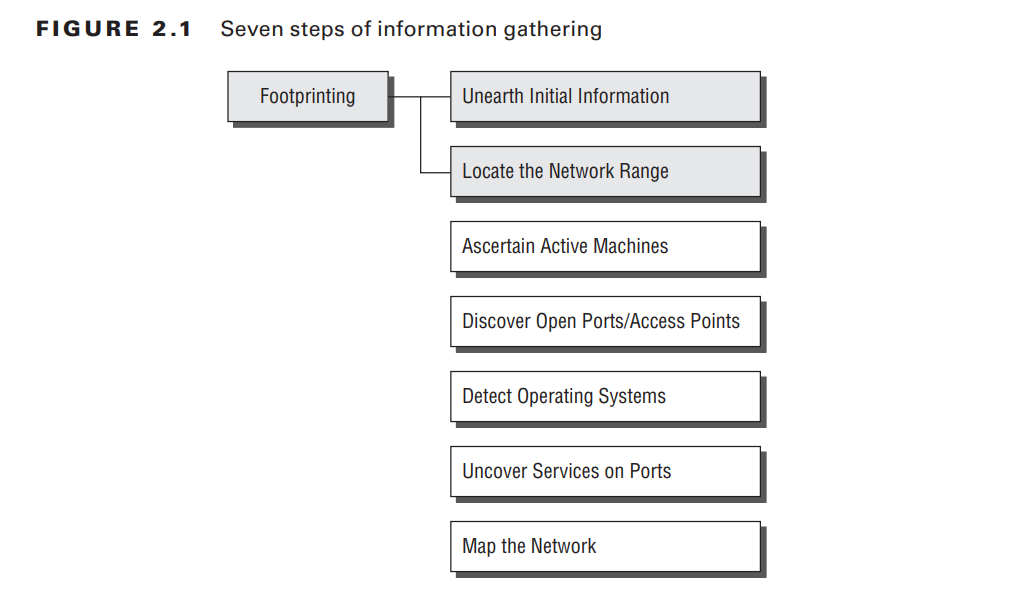 FIGURE 2.1 Seven steps of information gathering
Footprinting
Unearth Initial Information
Locate the Network Range
Ascertain Active Machines
Discover Open Ports/Access Points
Detect Operating Systems
Uncover Services on Ports
Map the Network